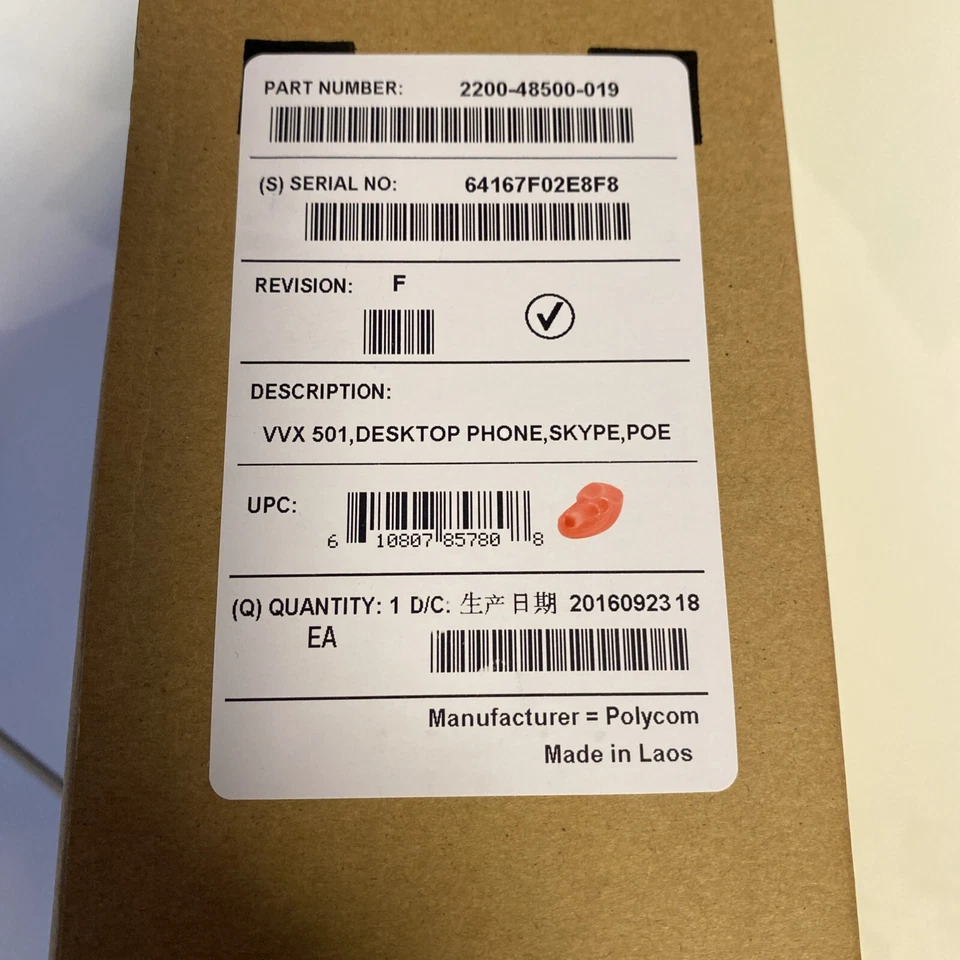 PART NUMBER: 2200-48500-019
(S) SERIAL NO: 64167F02E8F8
REVISION: F
DESCRIPTION:
VVX 501,DESKTOP PHONE,SKYPE,POE
UPC: 6 10807 85780 8
(Q) QUANTITY: 1 D/C: 生产日期 2016092318
EA
Manufacturer = Polycom
Made in Laos